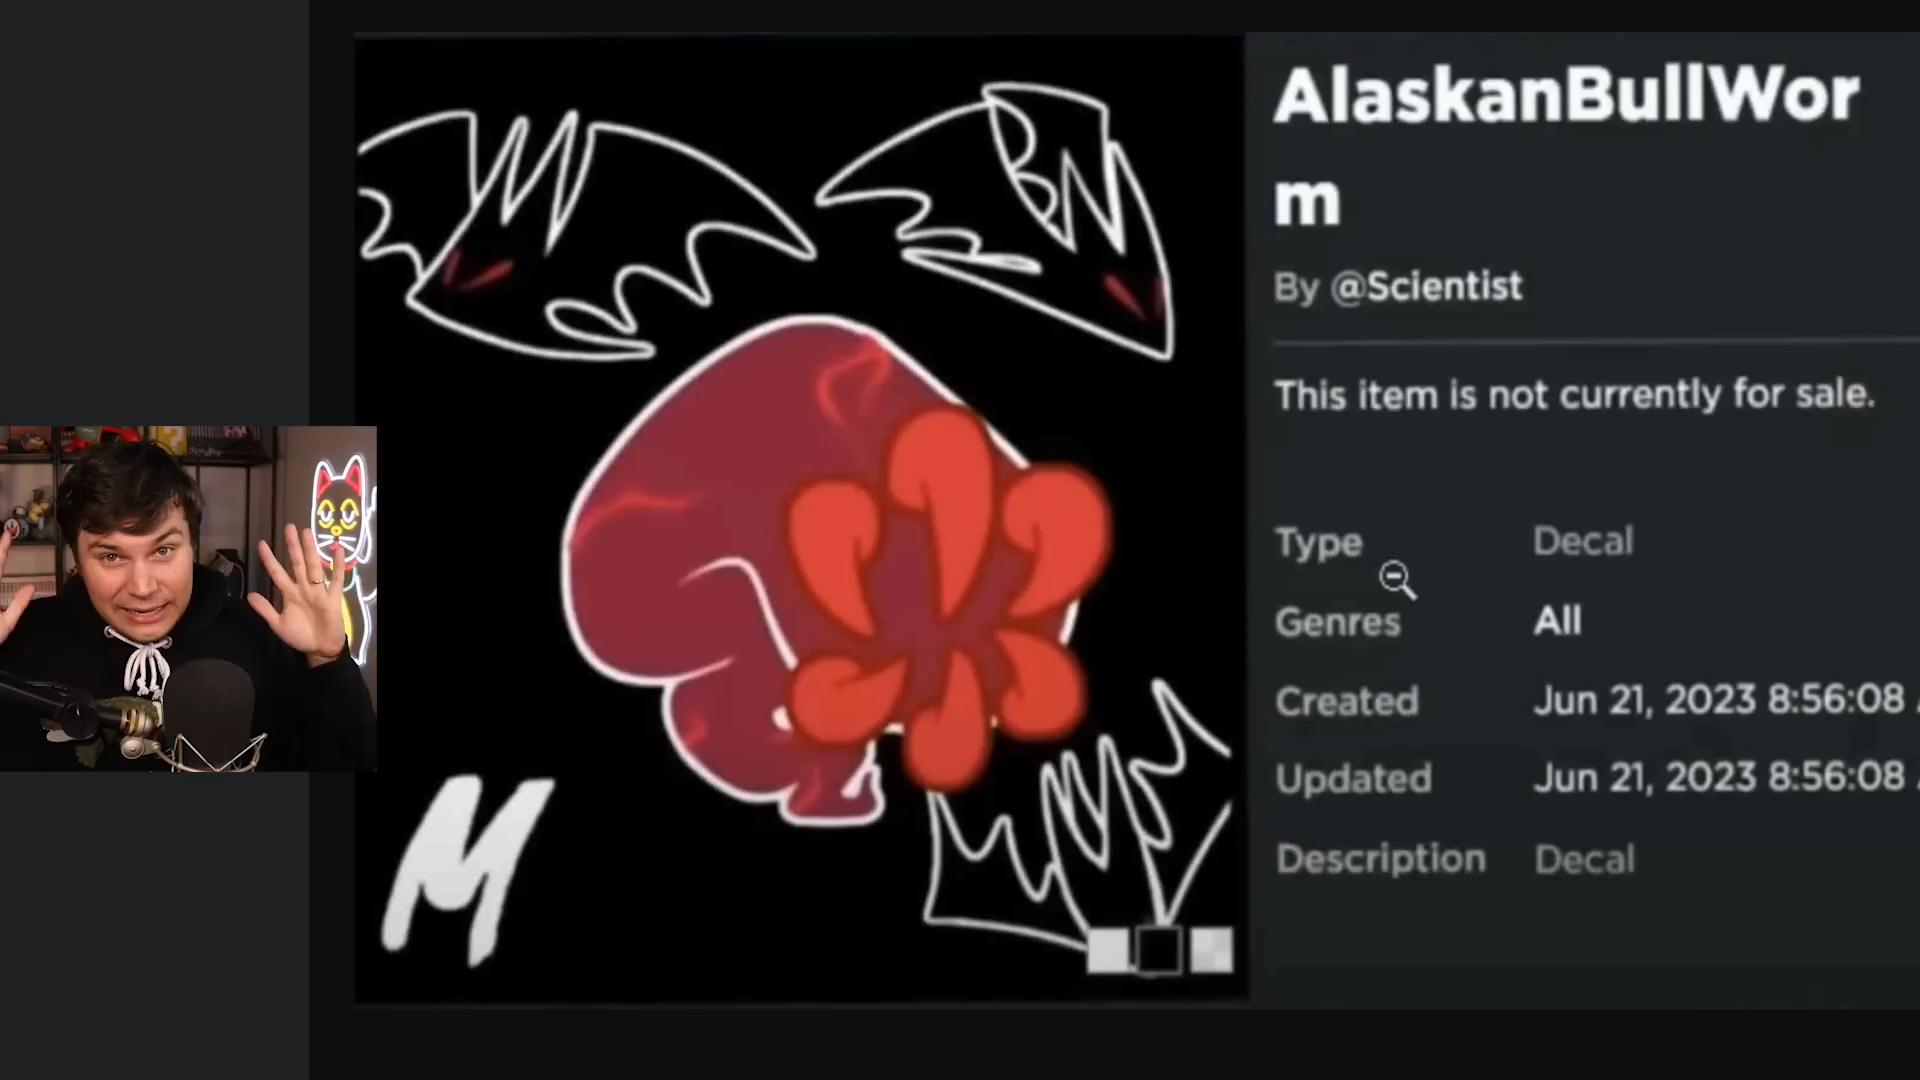 AlaskanBullWor
m
By @Scientist
This item is not currently for sale.
Type Decal
Genres All
Created Jun 21, 2023 8:56:08
Updated Jun 21, 2023 8:56:08
Description Decal
M
BM
M